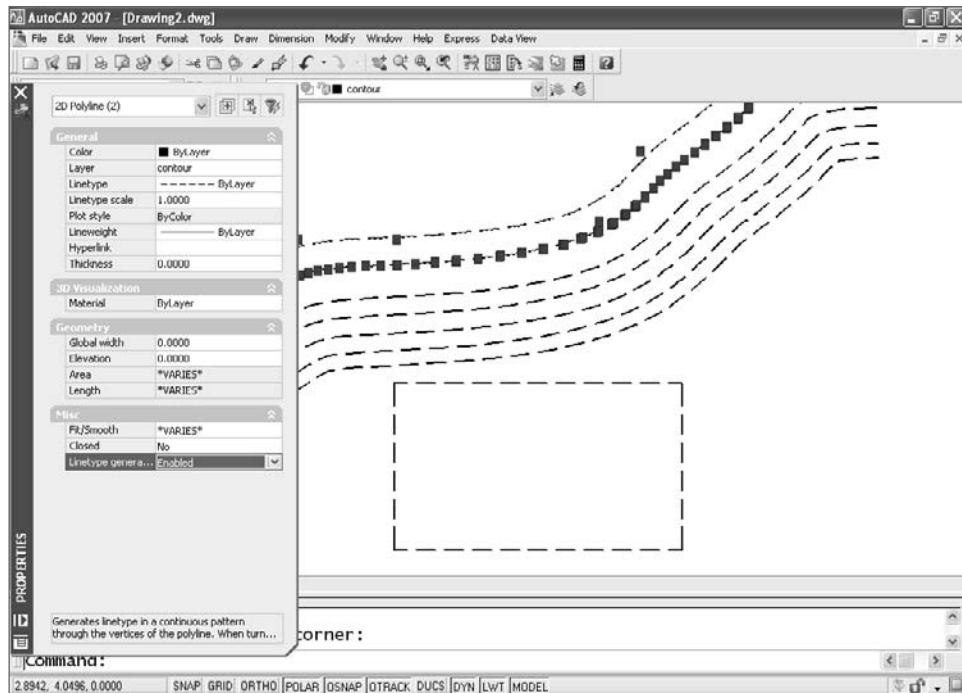 AutoCAD 2007 - [Drawing2.dwg]
File Edit View Insert Format Tools Draw Dimension Modify Window Help Express Data View
contour
2D Polyline (2)
General
Color ByLayer
Layer contour
Linetype ByLayer
Linetype scale 1.0000
Plot style ByColor
Lineweight ByLayer
Hyperlink
Thickness 0.0000
3D Visualization
Material ByLayer
Geometry
Global width 0.0000
Elevation 0.0000
Area *VARIES*
Length *VARIES*
Misc
Fit/Smooth *VARIES*
Closed No
Linetype genera... Enabled
PROPERTIES
Generates linetype in a continuous pattern
through the vertices of the polyline. When turn...
corner:
Command:
2.8942, 4.0496, 0.0000 SNAP GRID ORTHO POLAR OSNAP OTRACK DUCS DYN LWT MODEL